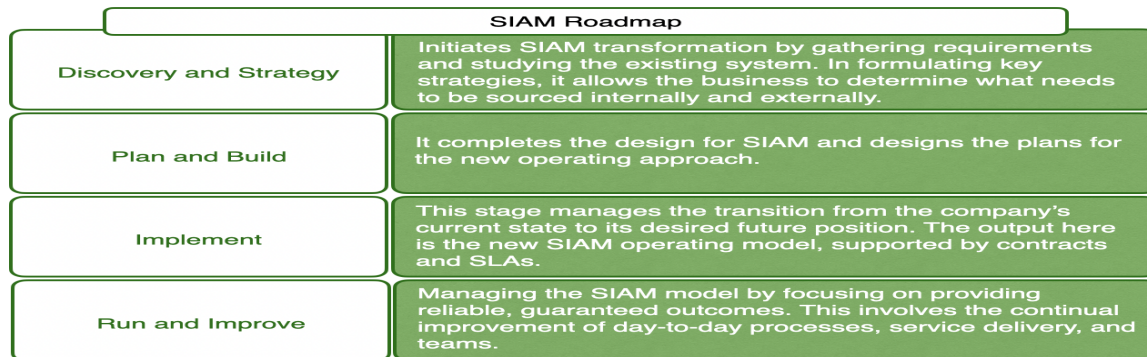 SIAM Roadmap
Discovery and Strategy
Initiates SIAM transformation by gathering requirements
and studying the existing system. In formulating key
strategies, it allows the business to determine what needs
to be sourced internally and externally.
Plan and Build
It completes the design for SIAM and designs the plans for
the new operating approach.
Implement
This stage manages the transition from the company’s
current state to its desired future position. The output here
is the new SIAM operating model, supported by contracts
and SLAs.
Run and Improve
Managing the SIAM model by focusing on providing
reliable, guaranteed outcomes. This involves the continual
improvement of day-to-day processes, service delivery, and
teams.